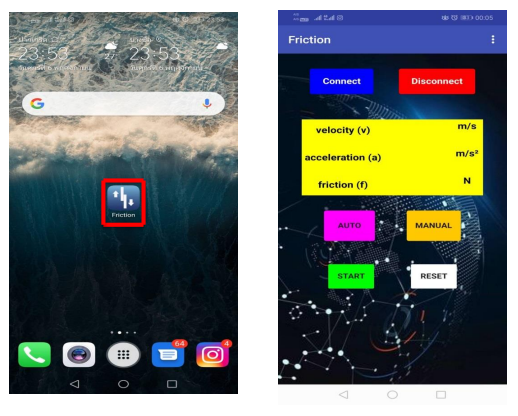 23:53
23:53
Friction
64
4
00:05
Friction
Connect
Disconnect
velocity (v)
m/s
acceleration (a)
m/s²
friction (f)
N
AUTO
MANUAL
START
RESET